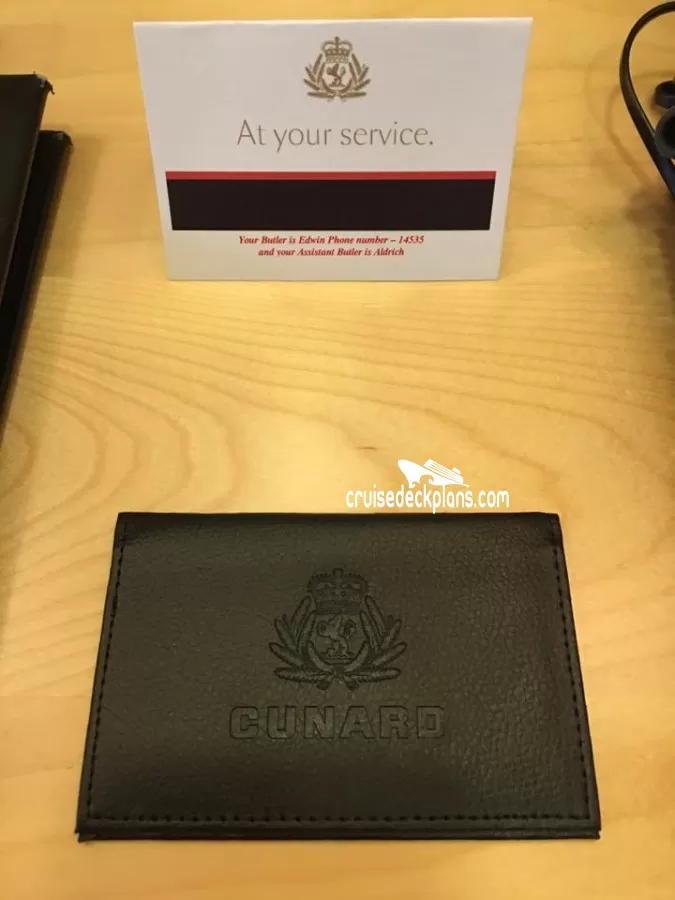 At your service.
Your Butler is Edwin Phone number – 14535
and your Assistant Butler is Aldrich
cruisedeckplans.com
CUNARD